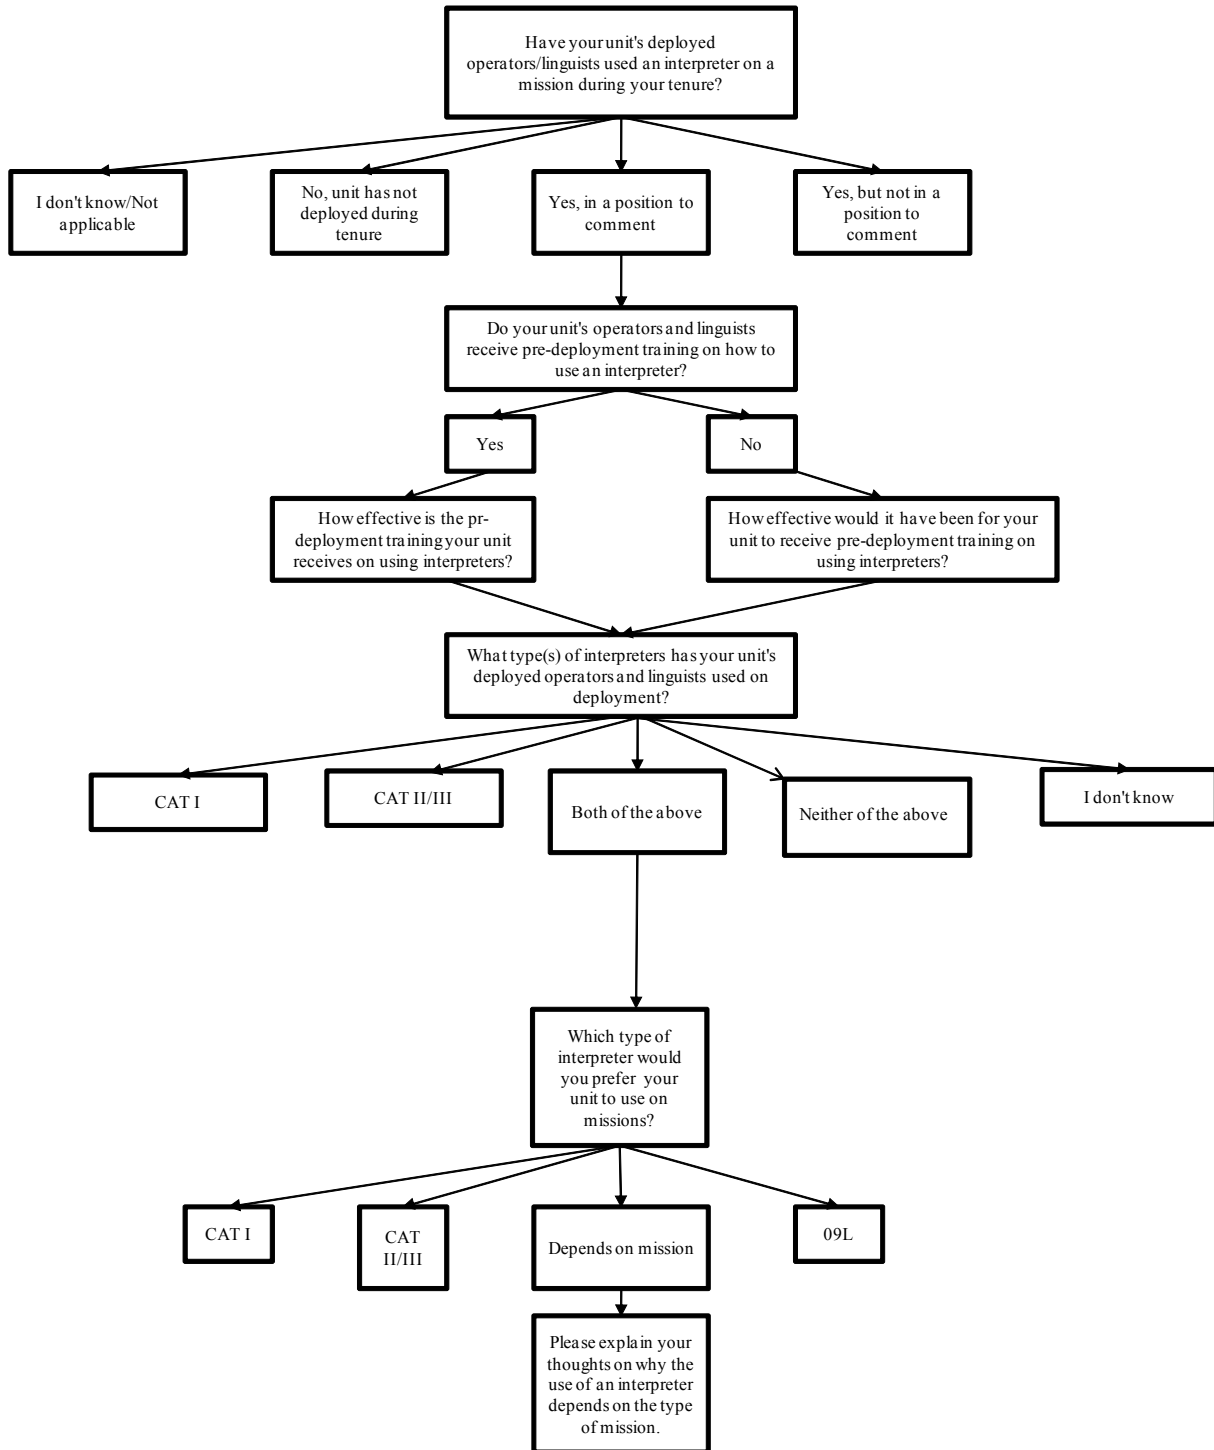 Have your unit's deployed
operators/linguists used an interpreter on a
mission during your tenure?
I don't know/Not
applicable
No, unit has not
deployed during
tenure
Yes, in a position to
comment
Yes, but not in a
position to
comment
Do your unit's operators and linguists
receive pre-deployment training on how to
use an interpreter?
Yes
No
How effective is the pr-
deployment training your unit
receives on using interpreters?
How effective would it have been for your
unit to receive pre-deployment training on
using interpreters?
What type(s) of interpreters has your unit's
deployed operators and linguists used on
deployment?
CAT I
CAT II/III
Both of the above
Neither of the above
I don't know
Which type of
interpreter would
you prefer your
unit to use on
missions?
CAT I
CAT
II/III
Depends on mission
09L
Please explain your
thoughts on why the
use of an interpreter
depends on the type
of mission.